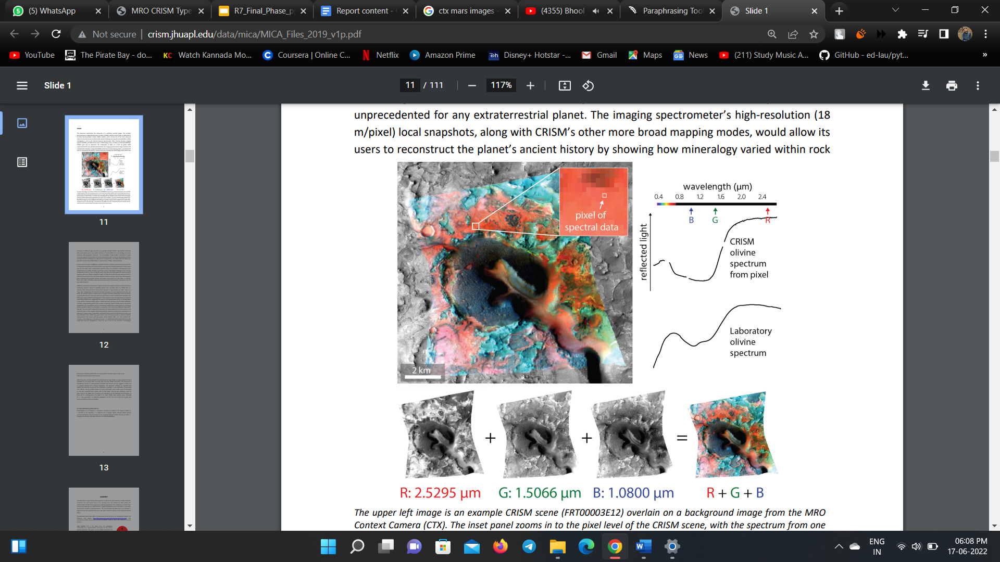 (5) WhatsApp
MRO CRISM Type
R7_Final_Phase_p
Report content -
ctx mars images -
(4355) Bhool
Paraphrasing Tool
Slide 1
Not secure | crism.jhuapl.edu/data/mica/MICA_Files_2019_v1p.pdf
YouTube
The Pirate Bay - do...
KC Watch Kannada Mo...
Coursera | Online C...
Netflix
Amazon Prime
Disney+ Hotstar -...
Gmail
Maps
News
(211) Study Music A...
GitHub - ed-lau/pyt...
»
Slide 1
11 / 111
117%
11
12
13
unprecedented for any extraterrestrial planet. The imaging spectrometer's high-resolution (18
m/pixel) local snapshots, along with CRISM's other more broad mapping modes, would allow its
users to reconstruct the planet's ancient history by showing how mineralogy varied within rock
pixel of
spectral data
2 km
wavelength (μm)
0.4 0.8 1.2 1.6 2.0 2.4
B G R
reflected light
CRISM
olivine
spectrum
from pixel
Laboratory
olivine
spectrum
+ + =
R: 2.5295 μm G: 1.5066 μm B: 1.0800 μm R + G + B
The upper left image is an example CRISM scene (FRT00003E12) overlain on a background image from the MRO
Context Camera (CTX). The inset panel zooms in to the pixel level of the CRISM scene, with the spectrum from one
ENG
IN
06:08 PM
17-06-2022